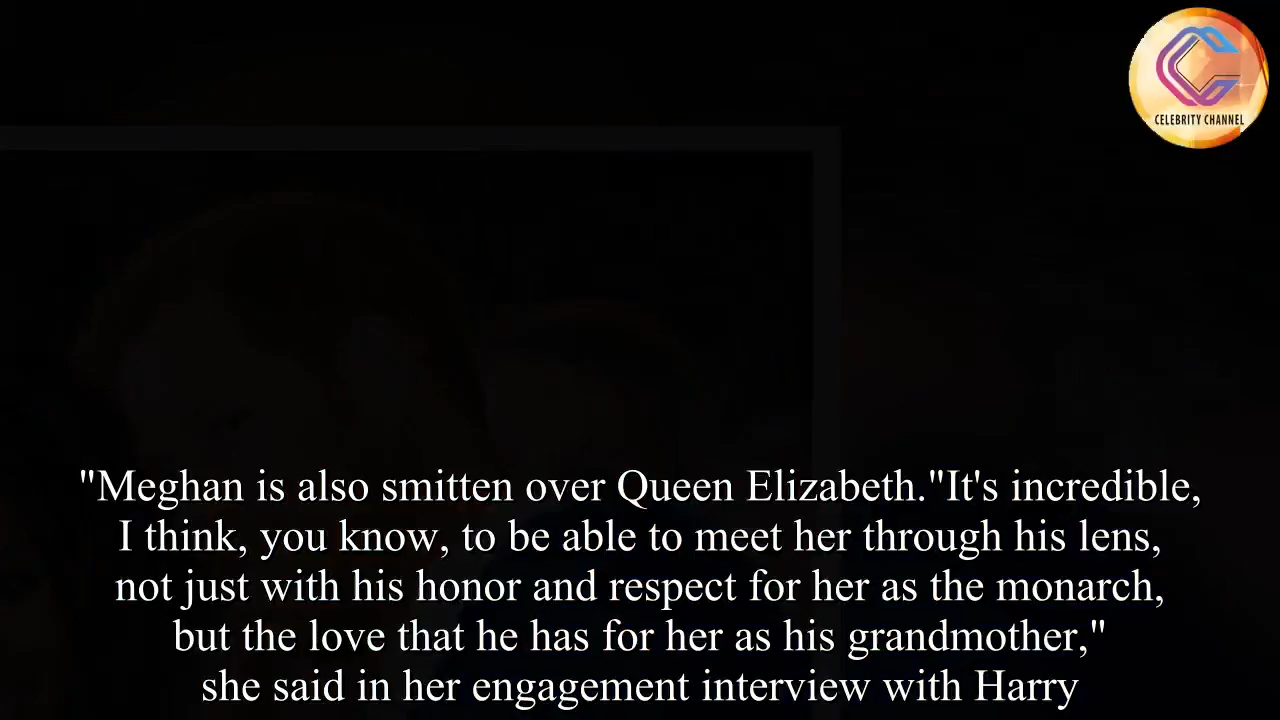 CELEBRITY CHANNEL
"Meghan is also smitten over Queen Elizabeth."It's incredible,
I think, you know, to be able to meet her through his lens,
not just with his honor and respect for her as the monarch,
but the love that he has for her as his grandmother,"
she said in her engagement interview with Harry